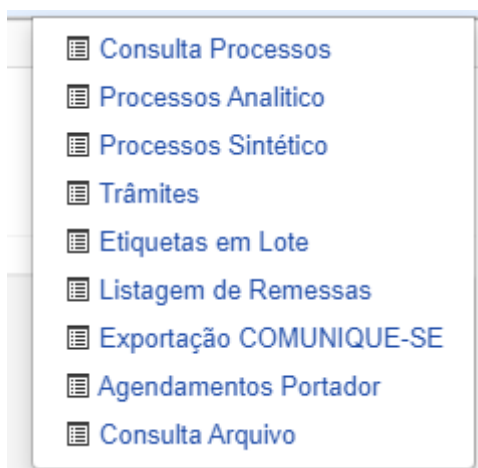 Consulta Processos
Processos Analitico
Processos Sintético
Trâmites
Etiquetas em Lote
Listagem de Remessas
Exportação COMUNIQUE-SE
Agendamentos Portador
Consulta Arquivo